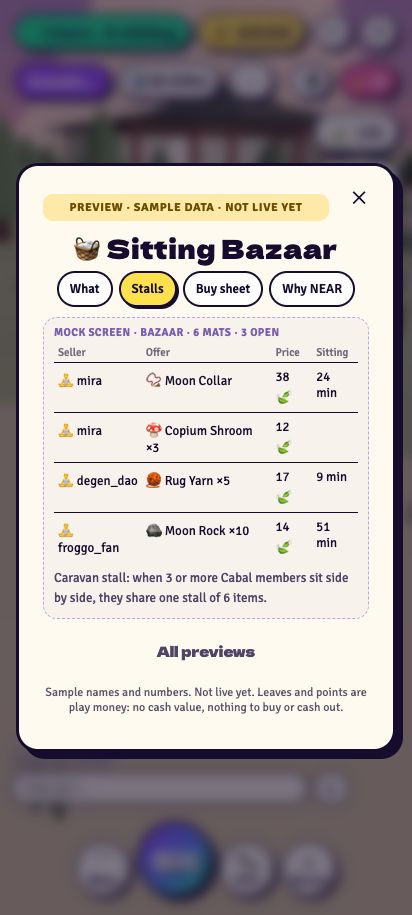 PREVIEW · SAMPLE DATA · NOT LIVE YET
Sitting Bazaar
What
Stalls
Buy sheet
Why NEAR
MOCK SCREEN · BAZAAR · 6 MATS · 3 OPEN
Seller Offer Price Sitting
mira Moon Collar 38 24 min
mira Copium Shroom ×3 12
degen_dao Rug Yarn ×5 17 9 min
froggo_fan Moon Rock ×10 14 51 min
Caravan stall: when 3 or more Cabal members sit side
by side, they share one stall of 6 items.
All previews
Sample names and numbers. Not live yet. Leaves and points are
play money: no cash value, nothing to buy or cash out.